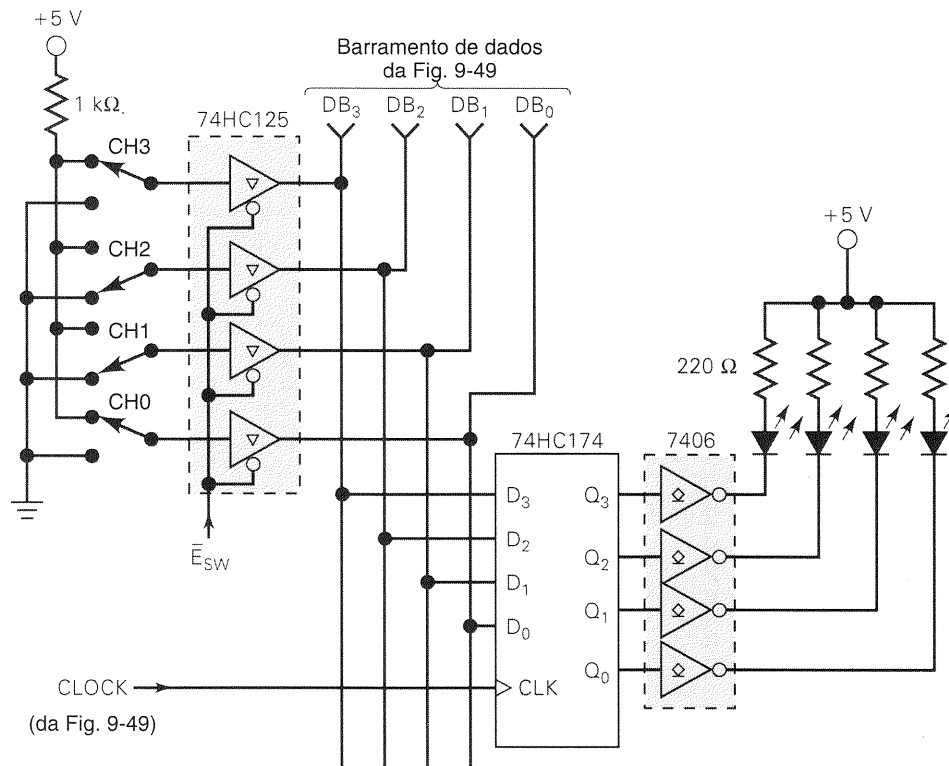 +5 V
1 kΩ
Barramento de dados
da Fig. 9-49
74HC125
DB3 DB2 DB1 DB0
CH3
CH2
CH1
CH0
E̅SW
+5 V
220 Ω
74HC174
7406
D3 Q3
D2 Q2
D1 Q1
D0 Q0
CLOCK CLK
(da Fig. 9-49)